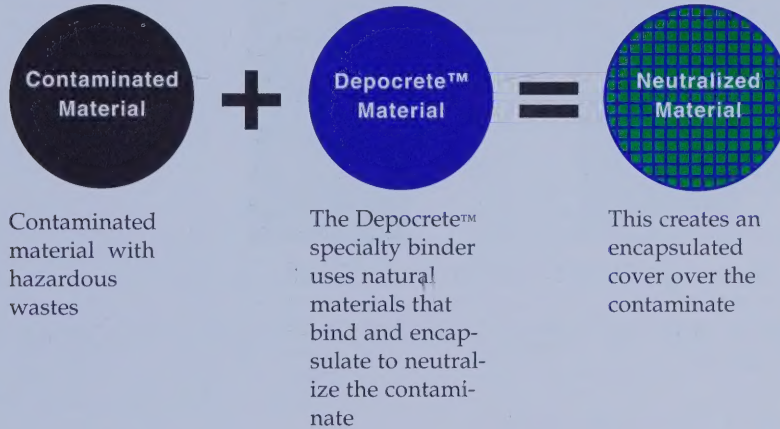 Contaminated
Material
+
Depocrete™
Material
=
Neutralized
Material
Contaminated
material with
hazardous
wastes
The Depocrete™
specialty binder
uses natural
materials that
bind and encap-
sulate to neutral-
ize the contami-
nate
This creates an
encapsulated
cover over the
contaminate